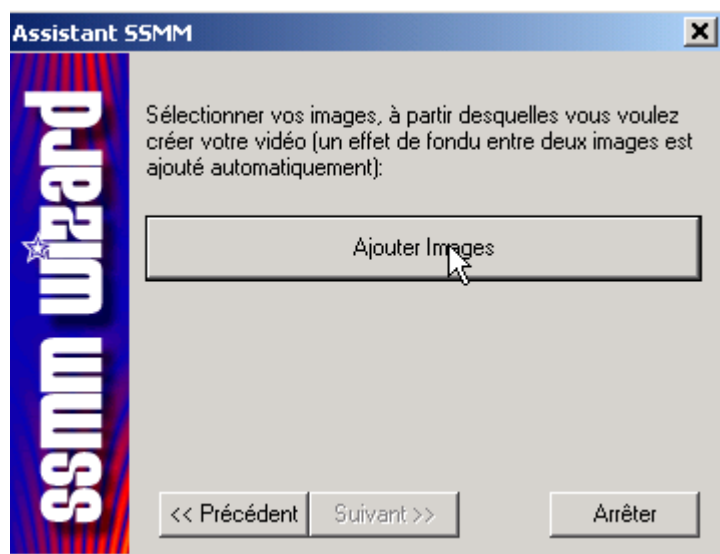 Assistant SSMM
ssmm wizard
Sélectionner vos images, à partir desquelles vous voulez
créer votre vidéo (un effet de fondu entre deux images est
ajouté automatiquement):
Ajouter Images
<< Précédent
Suivant >>
Arrêter